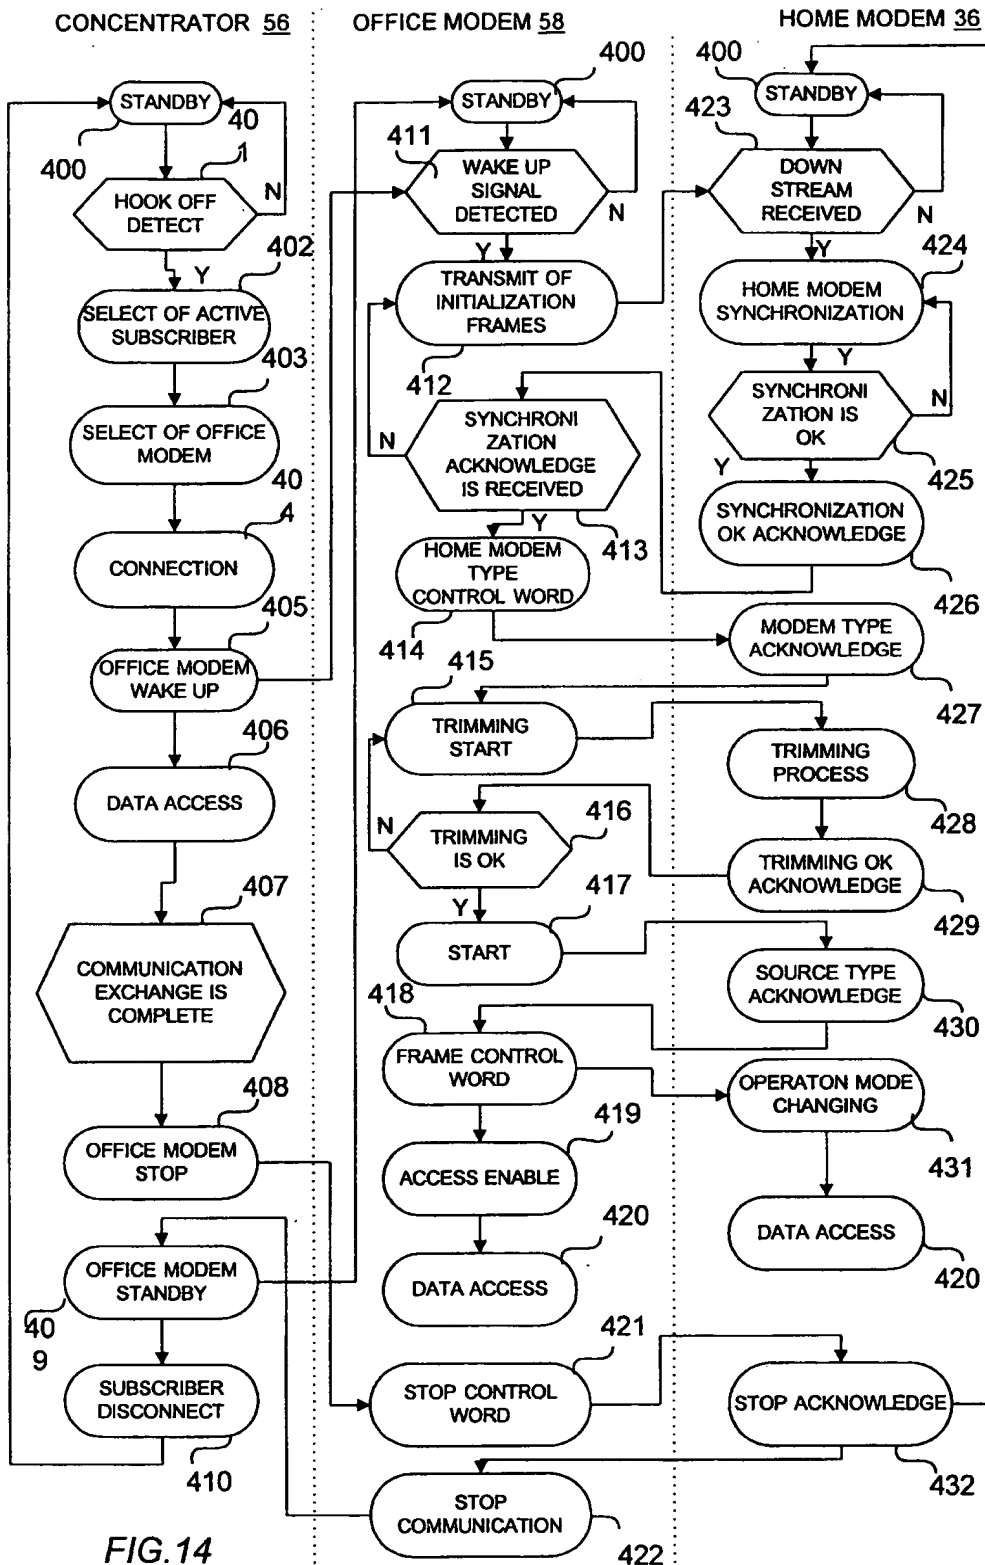 CONCENTRATOR 56
STANDBY
400
40
1
HOOK OFF
DETECT
N
Y
402
SELECT OF ACTIVE
SUBSCRIBER
403
SELECT OF OFFICE
MODEM
40
4
CONNECTION
405
OFFICE MODEM
WAKE UP
406
DATA ACCESS
407
COMMUNICATION
EXCHANGE IS
COMPLETE
408
OFFICE MODEM
STOP
OFFICE MODEM
STANDBY
40
9
SUBSCRIBER
DISCONNECT
410
OFFICE MODEM 58
400
STANDBY
411
WAKE UP
SIGNAL
DETECTED
N
Y
TRANSMIT OF
INITIALIZATION
FRAMES
412
SYNCHRONI
ZATION
ACKNOWLEDGE
IS RECEIVED
N
Y
413
HOME MODEM
TYPE
CONTROL WORD
414
415
TRIMMING
START
N
TRIMMING
IS OK
416
Y
417
START
418
FRAME CONTROL
WORD
419
ACCESS ENABLE
420
DATA ACCESS
421
STOP CONTROL
WORD
STOP
COMMUNICATION
422
HOME MODEM 36
400
STANDBY
423
DOWN
STREAM
RECEIVED
N
Y
424
HOME MODEM
SYNCHRONIZATION
Y
SYNCHRONI
ZATION IS
OK
N
Y
425
SYNCHRONIZATION
OK ACKNOWLEDGE
426
MODEM TYPE
ACKNOWLEDGE
427
TRIMMING
PROCESS
428
TRIMMING OK
ACKNOWLEDGE
429
SOURCE TYPE
ACKNOWLEDGE
430
OPERATON MODE
CHANGING
431
DATA ACCESS
420
STOP ACKNOWLEDGE
432
FIG.14